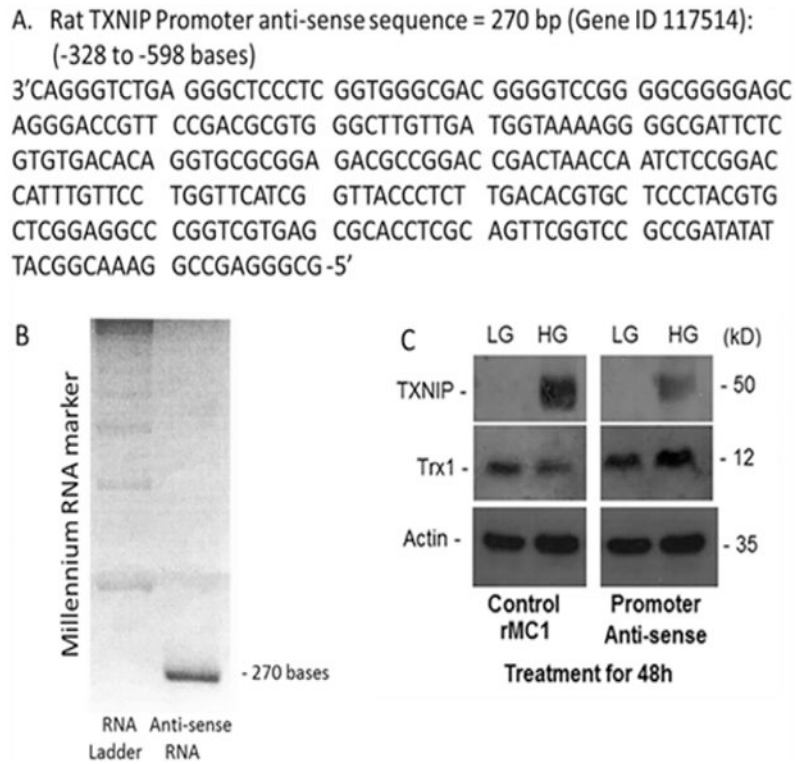 A. Rat TXNIP Promoter anti-sense sequence = 270 bp (Gene ID 117514):
(-328 to -598 bases)
3'CAGGGTCTGA GGGCTCCCTC GGTGGGCGAC GGGGTCCGG GGCGGGGAGC
AGGGACCGTT CCGACGCGTG GGCTTGTTGA TGGTAAAAGG GGCGATTCTC
GTGTGACACA GGTGCGCGGA GACGCCGGAC CGACTAACCA ATCTCCGGAC
CATTTGTTCC TGGTTCATCG GTTACCCTCT TGACACGTGC TCCCTACGTG
CTCGGAGGCC CGGTCGTGAG CGCACCTCGC AGTTCGGTCC GCCGATATAT
TACGGCAAAG GCCGAGGGCG-5'
B
Millennium RNA marker
- 270 bases
RNA Anti-sense
Ladder RNA
C
LG HG LG HG (kD)
TXNIP - - 50
Trx1 - - 12
Actin - - 35
Control Promoter
rMC1 Anti-sense
Treatment for 48h